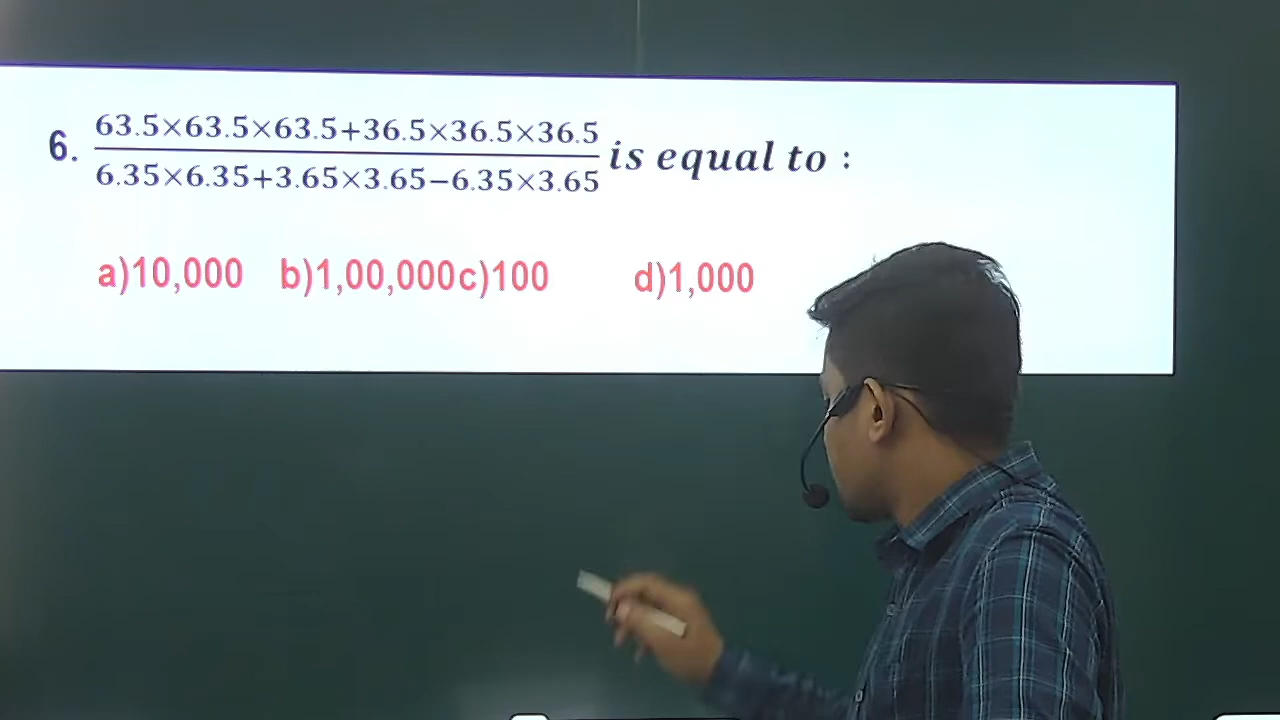 6. 63.5×63.5×63.5+36.5×36.5×36.5
6.35×6.35+3.65×3.65−6.35×3.65
is equal to :
a)10,000 b)1,00,000c)100 d)1,000